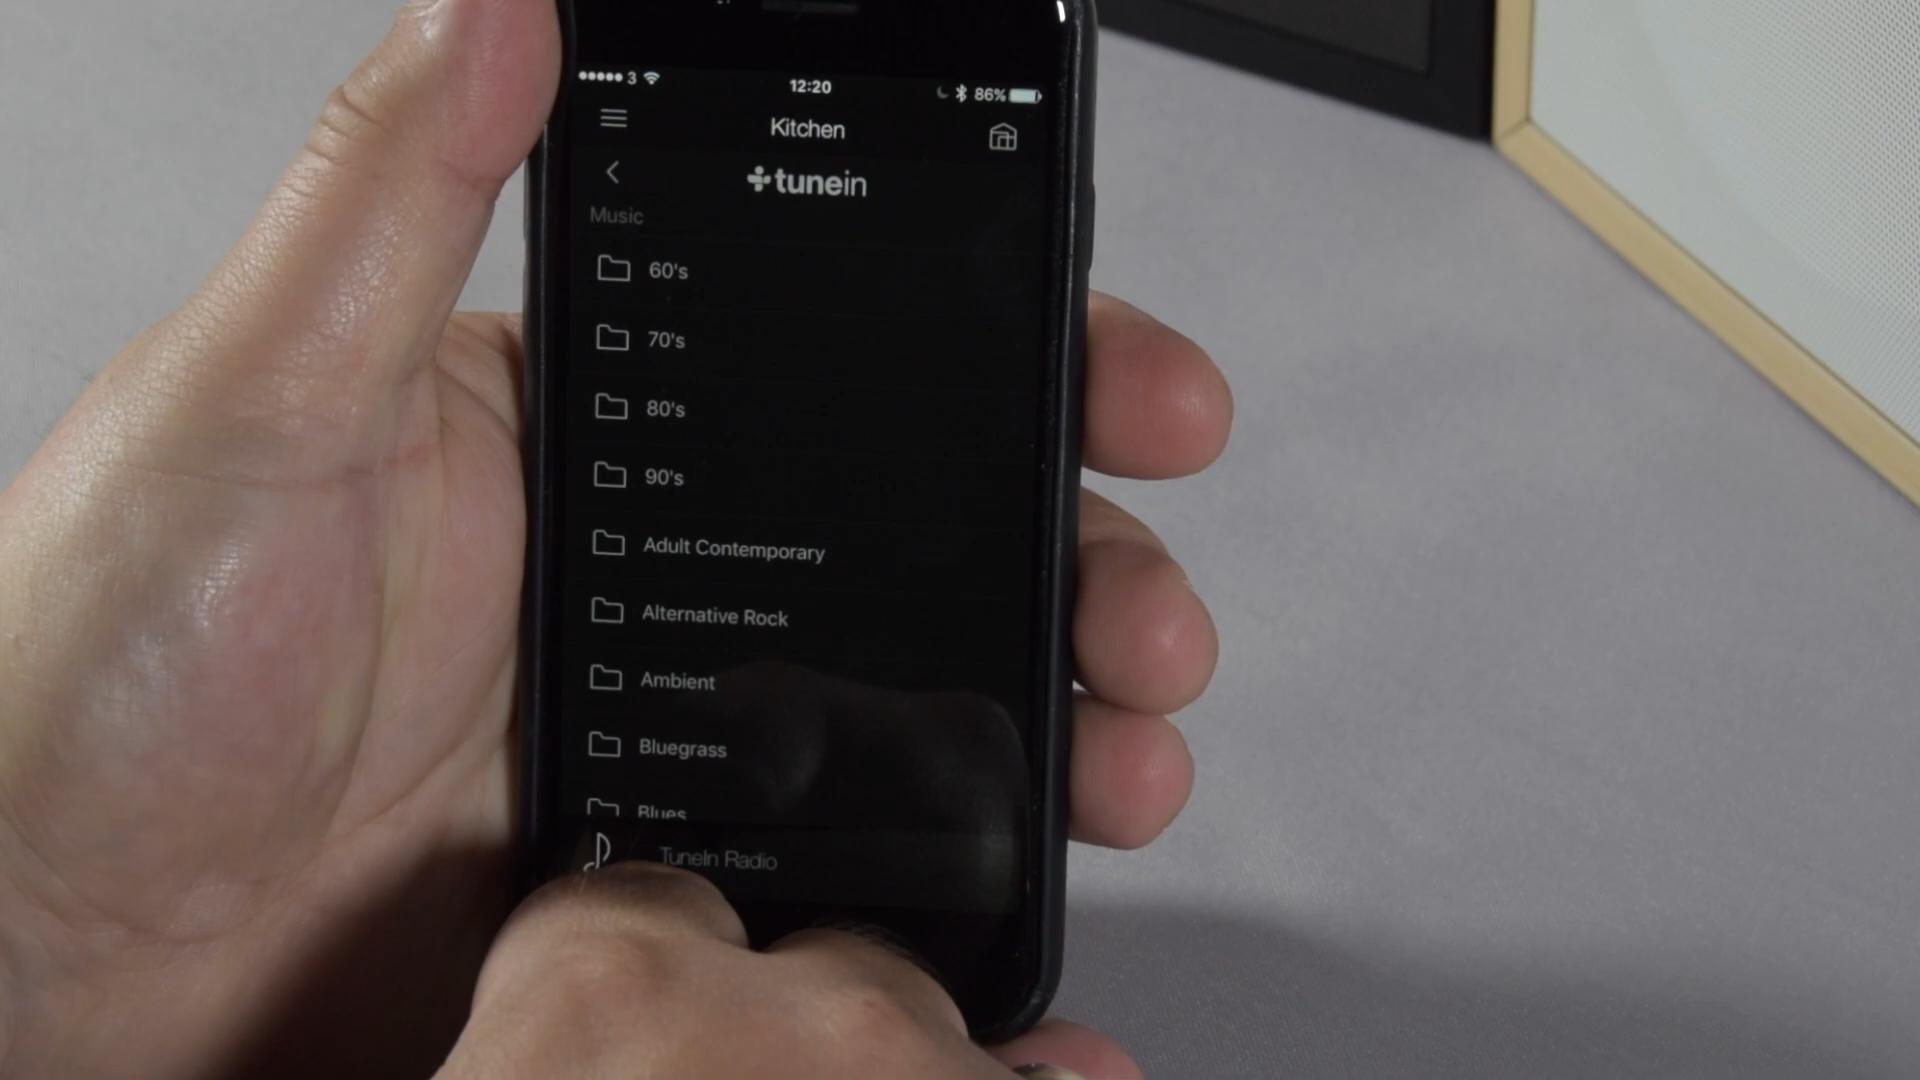 3 12:20 86%
Kitchen
tunein
Music
60's
70's
80's
90's
Adult Contemporary
Alternative Rock
Ambient
Bluegrass
Blues
TuneIn Radio